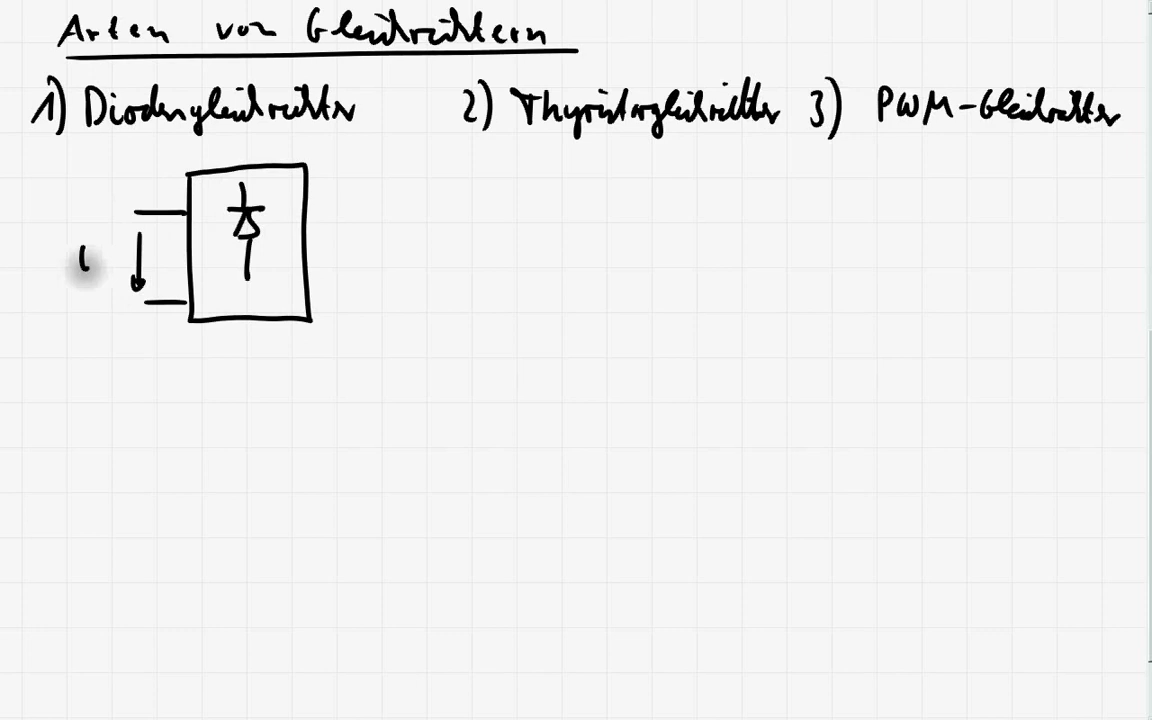 Arten von Gleichrichtern
1) Diodengleichrichter 2) Thyristorgleichrichter 3) PWM-Gleichrichter